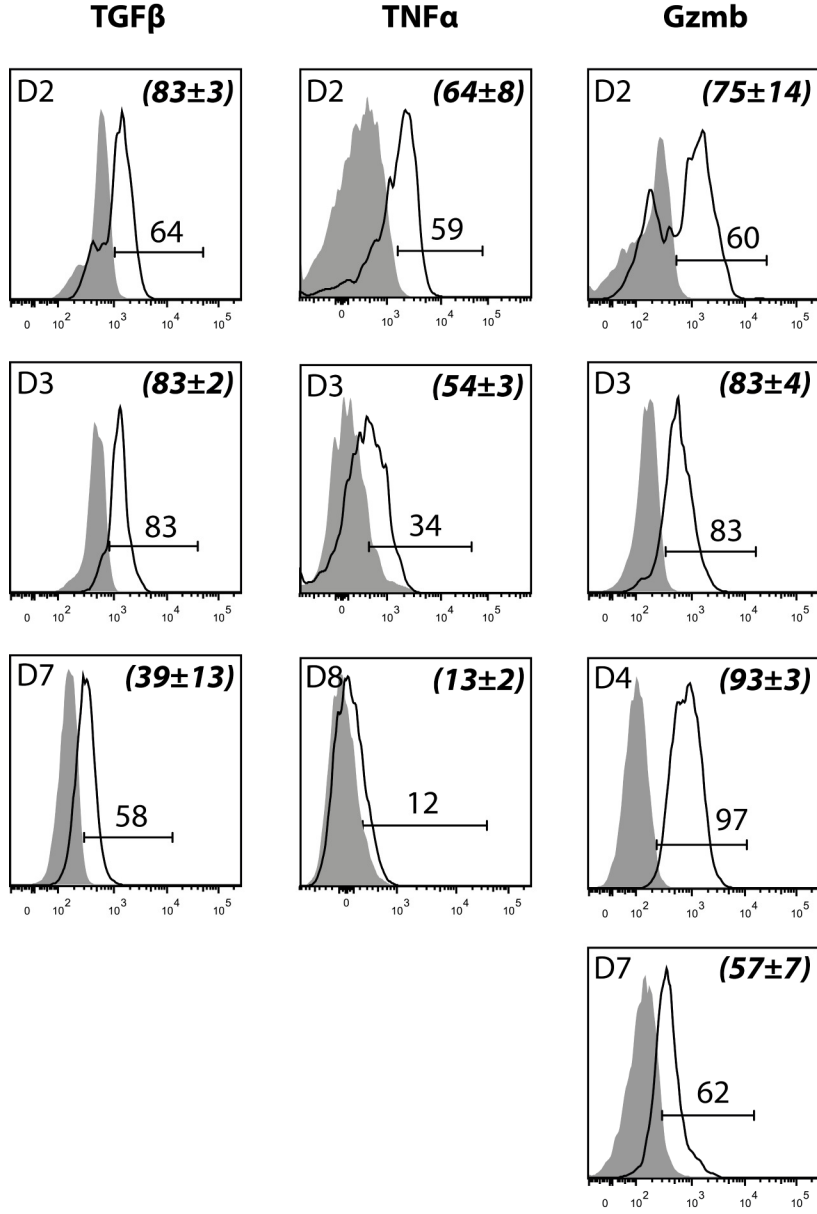 TGFβ TNFα Gzmb
D2 (83±3) D2 (64±8) D2 (75±14)
64 59 60
0 10² 10³ 10⁴ 10⁵ 0 10³ 10⁴ 10⁵ 0 10² 10³ 10⁴ 10⁵
D3 (83±2) D3 (54±3) D3 (83±4)
83 34 83
0 10² 10³ 10⁴ 10⁵ 0 10³ 10⁴ 10⁵ 0 10² 10³ 10⁴ 10⁵
D7 (39±13) D8 (13±2) D4 (93±3)
58 12 97
0 10² 10³ 10⁴ 10⁵ 0 10³ 10⁴ 10⁵ 0 10² 10³ 10⁴ 10⁵
D7 (57±7)
62
0 10² 10³ 10⁴ 10⁵